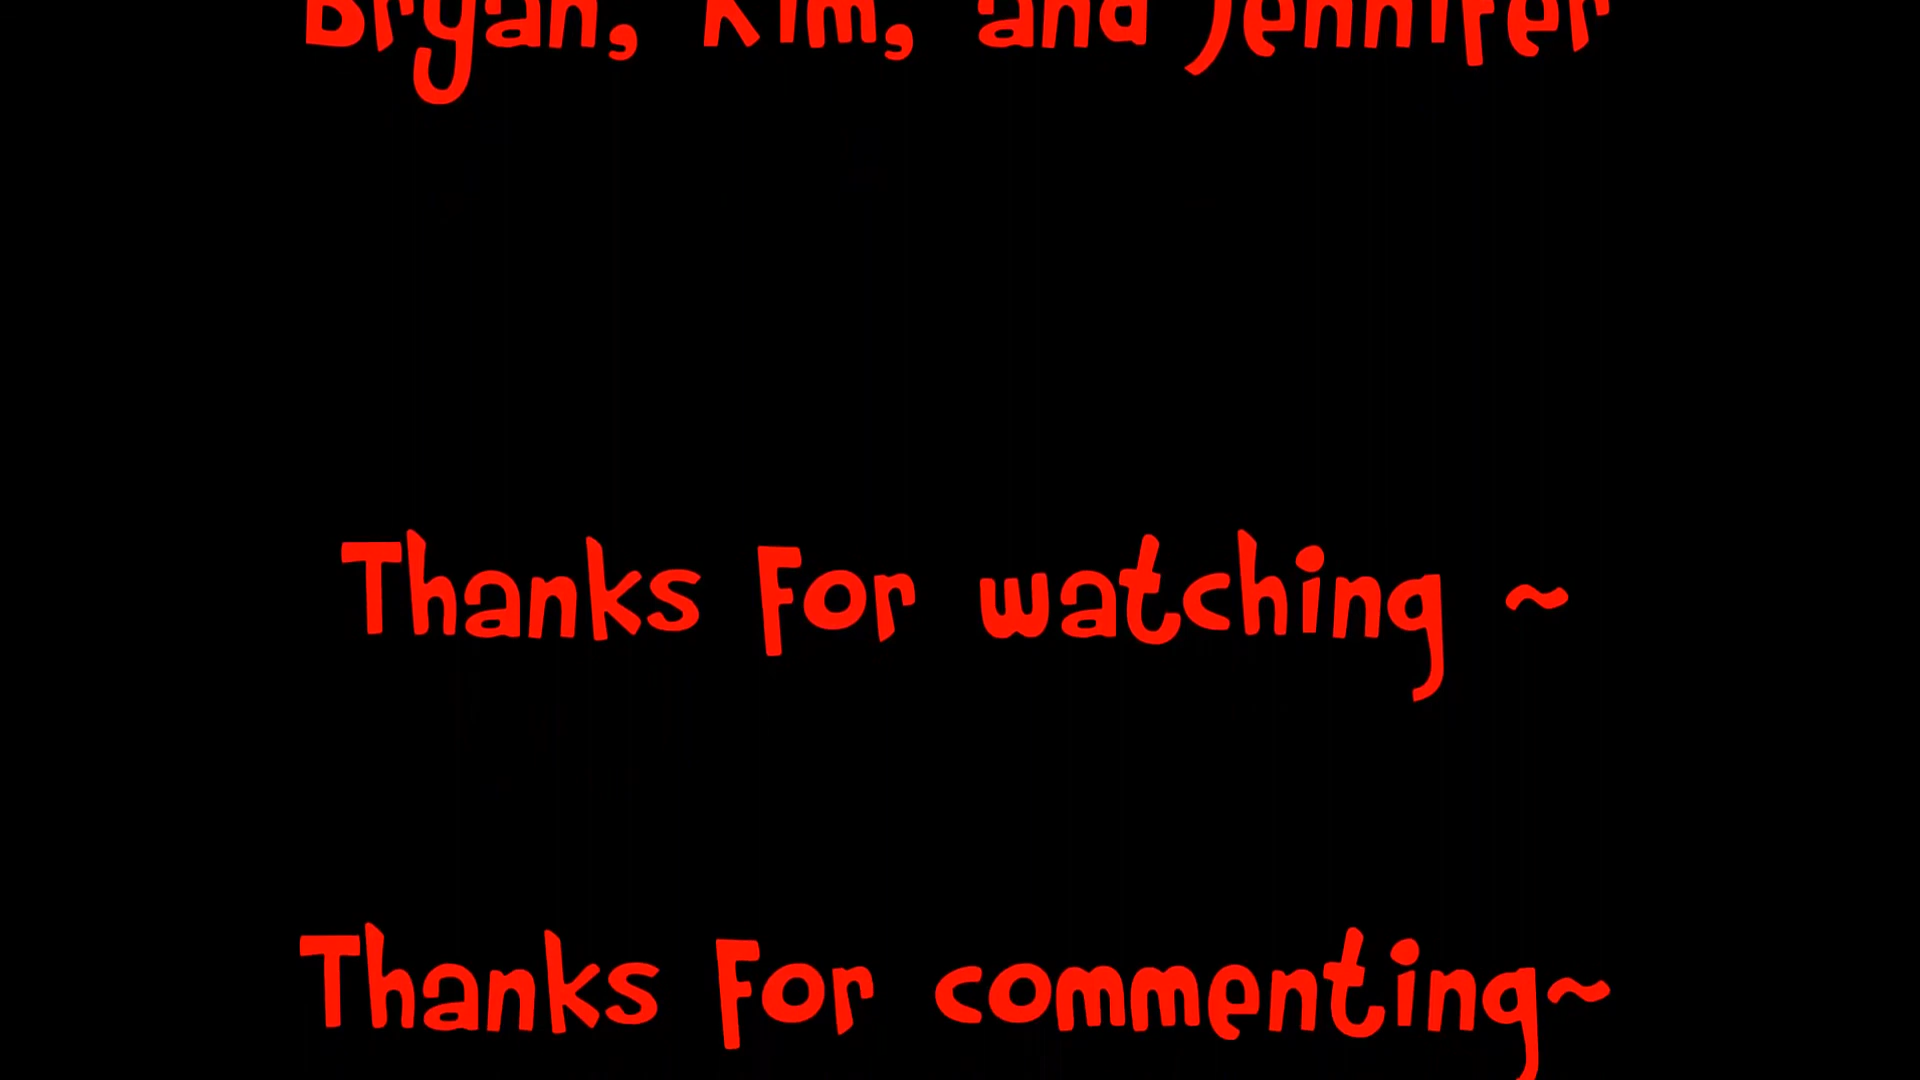 Bryan, Kim, and Jennifer
Thanks For watching ~
Thanks For commenting~